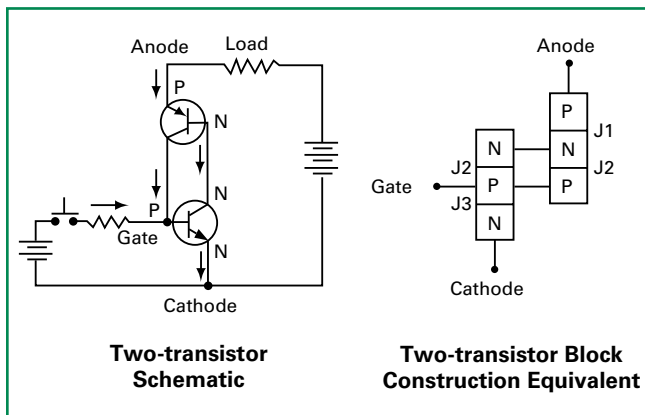 Anode
Load
P
N
N
P
Gate
N
Cathode
Two-transistor
Schematic
Anode
P
J1
N
N
J2
J2
Gate
P
P
J3
N
Cathode
Two-transistor Block
Construction Equivalent